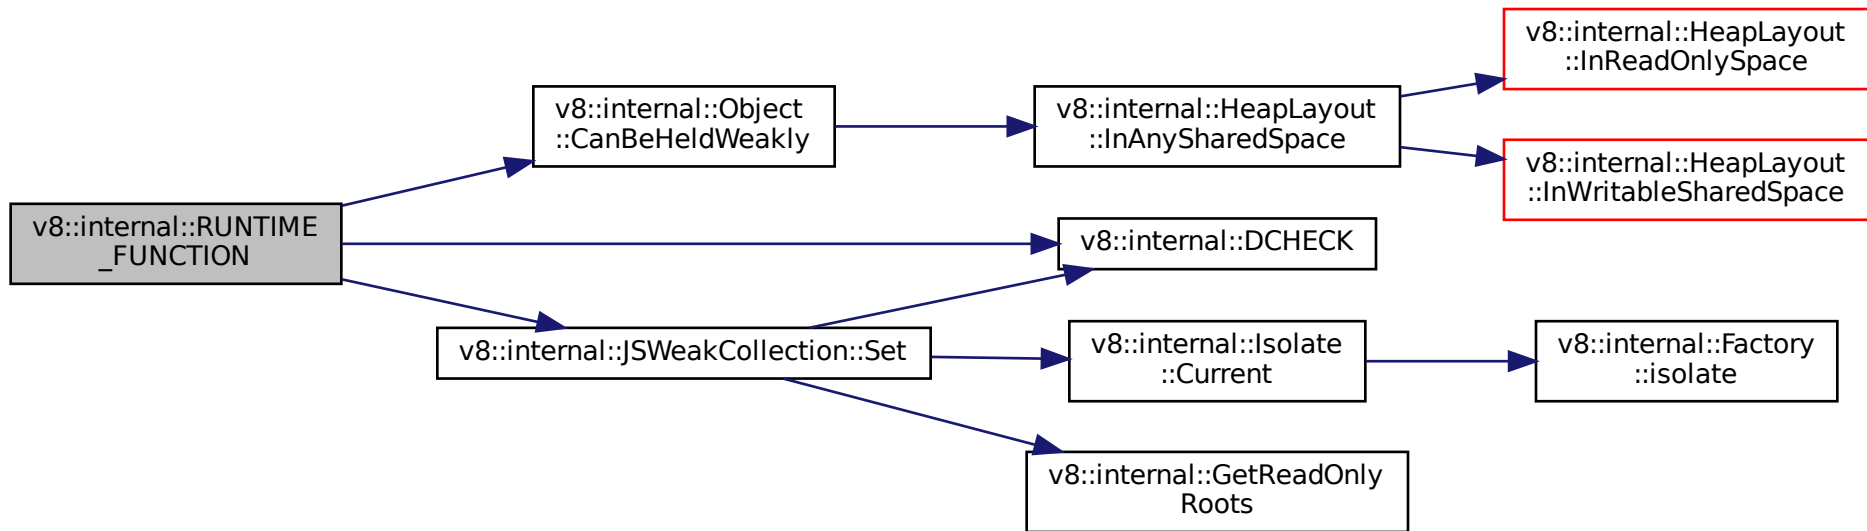 v8::internal::RUNTIME
_FUNCTION
v8::internal::Object
::CanBeHeldWeakly
v8::internal::HeapLayout
::InAnySharedSpace
v8::internal::HeapLayout
::InReadOnlySpace
v8::internal::HeapLayout
::InWritableSharedSpace
v8::internal::DCHECK
v8::internal::JSWeakCollection::Set
v8::internal::Isolate
::Current
v8::internal::Factory
::isolate
v8::internal::GetReadOnly
Roots